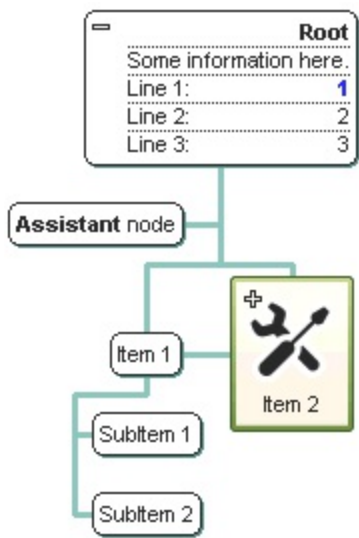 Root
Some information here.
Line 1: 1
Line 2: 2
Line 3: 3
Assistant node
Item 1
Item 2
SubItem 1
SubItem 2